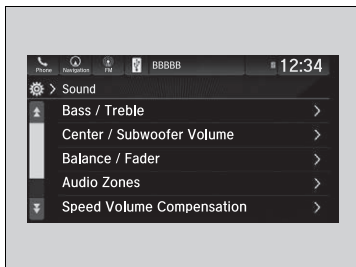 Phone Navigation FM BBBBB 12:34
Sound
Bass / Treble
Center / Subwoofer Volume
Balance / Fader
Audio Zones
Speed Volume Compensation